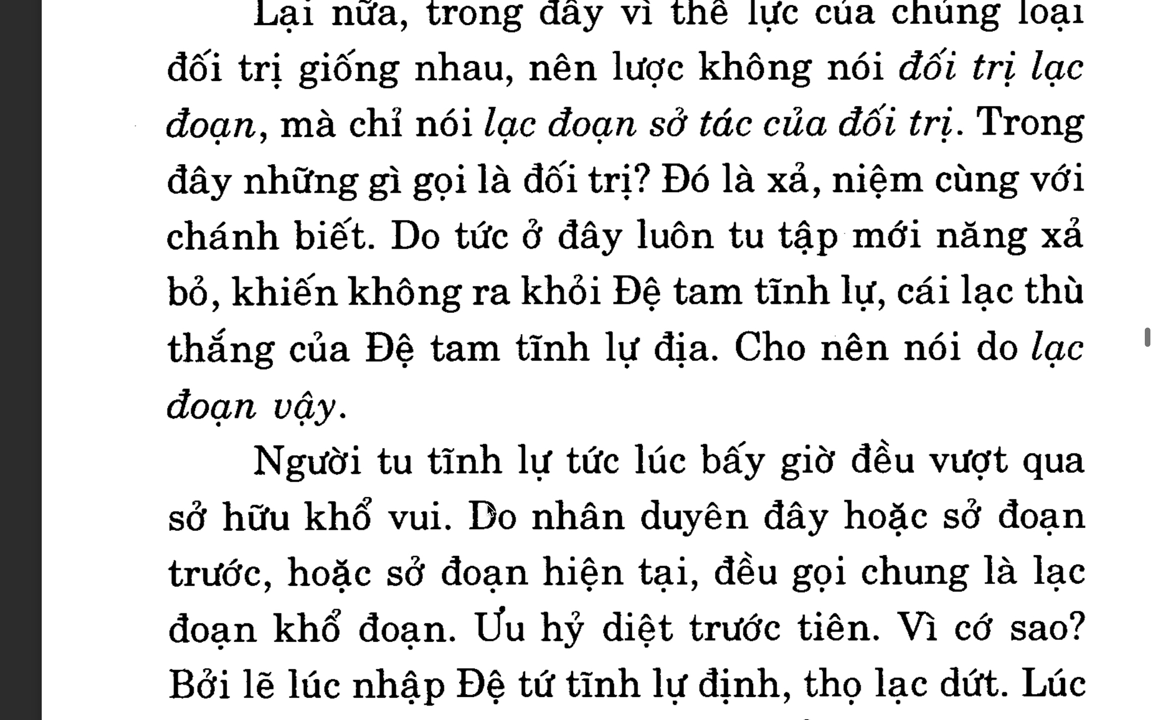 Lại nữa, trong đây vì thế lực của chủng loại
đối trị giống nhau, nên lược không nói đối trị lạc
đoạn, mà chỉ nói lạc đoạn sở tác của đối trị. Trong
đây những gì gọi là đối trị? Đó là xả, niệm cùng với
chánh biết. Do tức ở đây luôn tu tập mới năng xả
bỏ, khiến không ra khỏi Đệ tam tĩnh lự, cái lạc thù
thắng của Đệ tam tĩnh lự địa. Cho nên nói do lạc
đoạn vậy.
Người tu tĩnh lự tức lúc bấy giờ đều vượt qua
sở hữu khổ vui. Do nhân duyên đây hoặc sở đoạn
trước, hoặc sở đoạn hiện tại, đều gọi chung là lạc
đoạn khổ đoạn. Ưu hỷ diệt trước tiên. Vì cớ sao?
Bởi lẽ lúc nhập Đệ tứ tĩnh lự định, thọ lạc dứt. Lúc